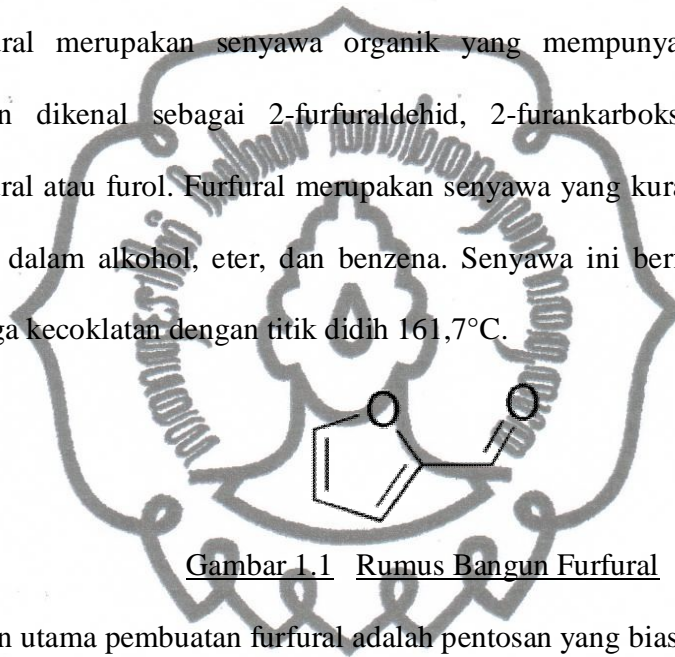 ural merupakan senyawa organik yang mempunya
n dikenal sebagai 2-furfuraldehid, 2-furankarboks
ural atau furol. Furfural merupakan senyawa yang kura
dalam alkohol, eter, dan benzena. Senyawa ini ber
ga kecoklatan dengan titik didih 161,7°C.
O
O
Gambar 1.1 Rumus Bangun Furfural
n utama pembuatan furfural adalah pentosan yang bias